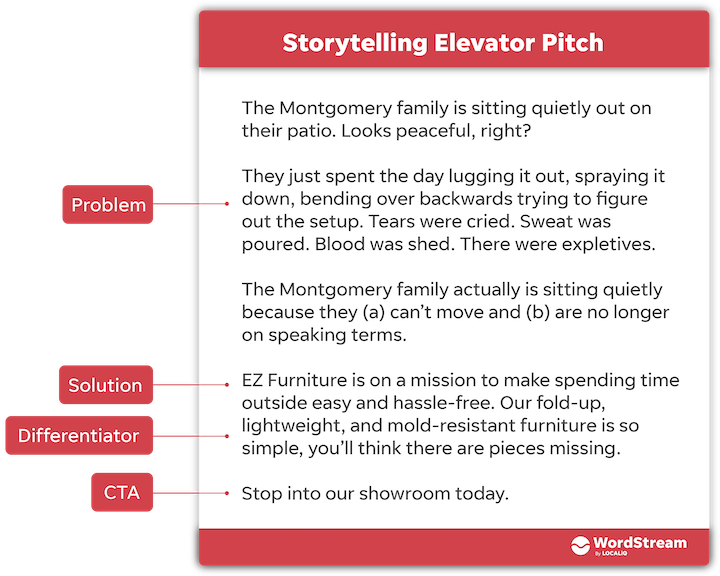 Storytelling Elevator Pitch
The Montgomery family is sitting quietly out on
their patio. Looks peaceful, right?
Problem
They just spent the day lugging it out, spraying it
down, bending over backwards trying to figure
out the setup. Tears were cried. Sweat was
poured. Blood was shed. There were expletives.
The Montgomery family actually is sitting quietly
because they (a) can’t move and (b) are no longer
on speaking terms.
Solution
EZ Furniture is on a mission to make spending time
outside easy and hassle-free. Our fold-up,
Differentiator
lightweight, and mold-resistant furniture is so
simple, you’ll think there are pieces missing.
CTA
Stop into our showroom today.
WordStream
By LOCALiQ